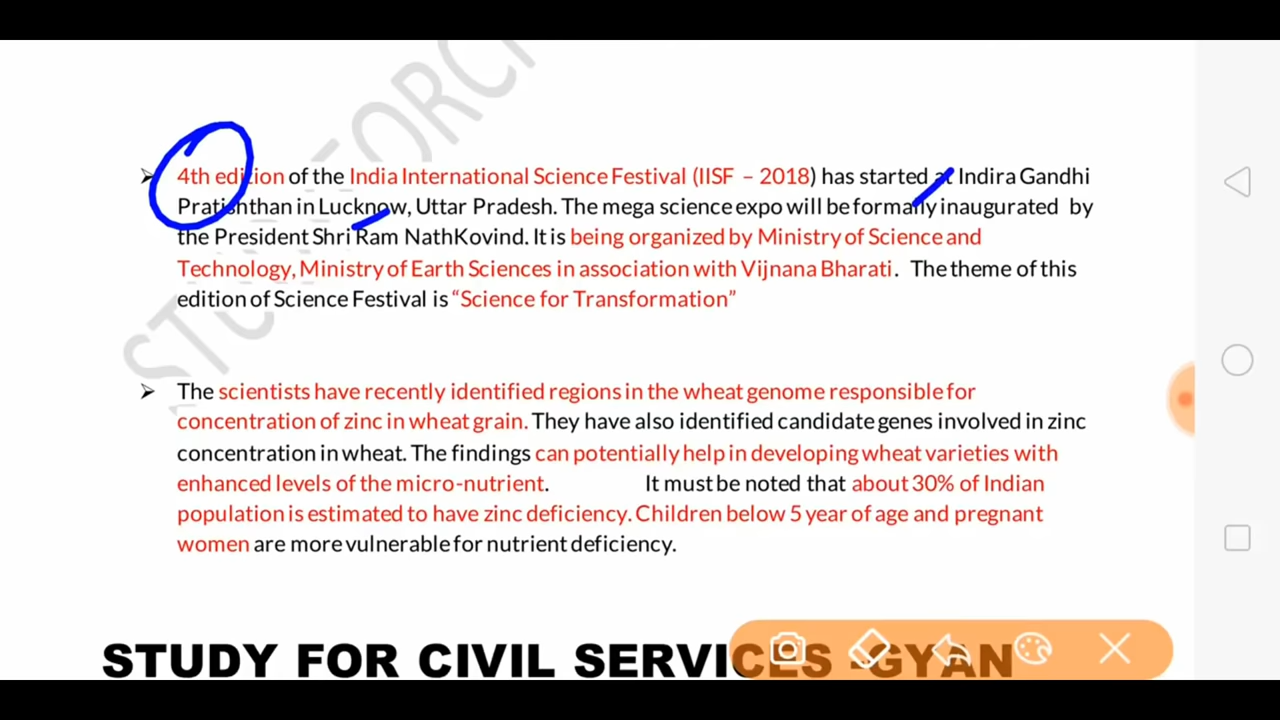 4th edition of the India International Science Festival (IISF – 2018) has started at Indira Gandhi
Pratishthan in Lucknow, Uttar Pradesh. The mega science expo will be formally inaugurated by
the President Shri Ram NathKovind. It is being organized by Ministry of Science and
Technology, Ministry of Earth Sciences in association with Vijnana Bharati. The theme of this
edition of Science Festival is “Science for Transformation”
The scientists have recently identified regions in the wheat genome responsible for
concentration of zinc in wheat grain. They have also identified candidate genes involved in zinc
concentration in wheat. The findings can potentially help in developing wheat varieties with
enhanced levels of the micro-nutrient. It must be noted that about 30% of Indian
population is estimated to have zinc deficiency. Children below 5 year of age and pregnant
women are more vulnerable for nutrient deficiency.
STUDY FOR CIVIL SERVICES -GYAN